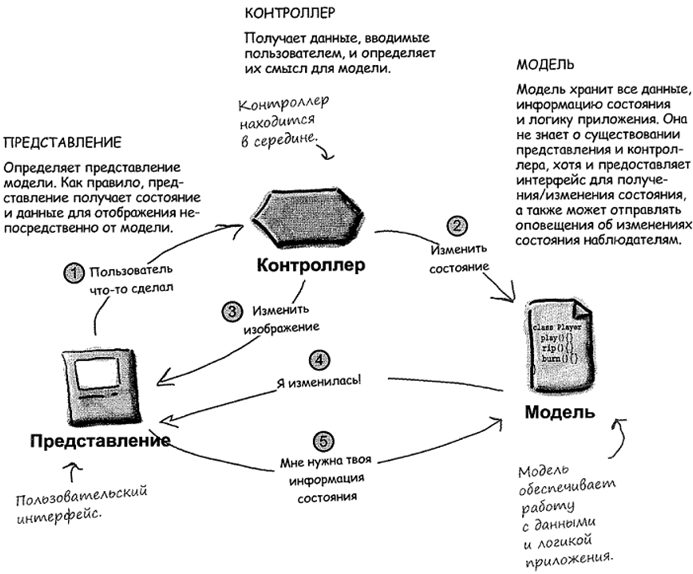 КОНТРОЛЛЕР
Получает данные, вводимые
пользователем, и определяет
их смысл для модели.
Контроллер
находится
в середине.
МОДЕЛЬ
Модель хранит все данные,
информацию состояния
и логику приложения. Она
не знает о существовании
представления и контрол-
лера, хотя и предоставляет
интерфейс для получе-
ния/изменения состояния,
а также может отправлять
оповещения об изменениях
состояния наблюдателям.
ПРЕДСТАВЛЕНИЕ
Определяет представление
модели. Как правило, пред-
ставление получает состояние
и данные для отображения не-
посредственно от модели.
Контроллер
1 Пользователь
что-то сделал
2
Изменить
состояние
3 Изменить
изображение
class Player
play(){}
rip(){}
burn(){}
}
4
Я изменилась!
Модель
Представление
5
Мне нужна твоя
информация
состояния
Пользовательский
интерфейс.
Модель
обеспечивает
работу
с данными
и логикой
приложения.